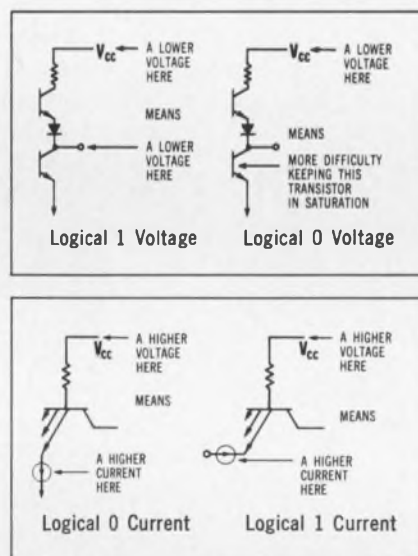 Vcc
A LOWER
VOLTAGE
HERE
MEANS
A LOWER
VOLTAGE
HERE
Logical 1 Voltage
Vcc
A LOWER
VOLTAGE
HERE
MEANS
MORE DIFFICULTY
KEEPING THIS
TRANSISTOR
IN SATURATION
Logical 0 Voltage
Vcc
A HIGHER
VOLTAGE
HERE
MEANS
A HIGHER
CURRENT
HERE
Logical 0 Current
Vcc
A HIGHER
VOLTAGE
HERE
MEANS
A HIGHER
CURRENT
HERE
Logical 1 Current